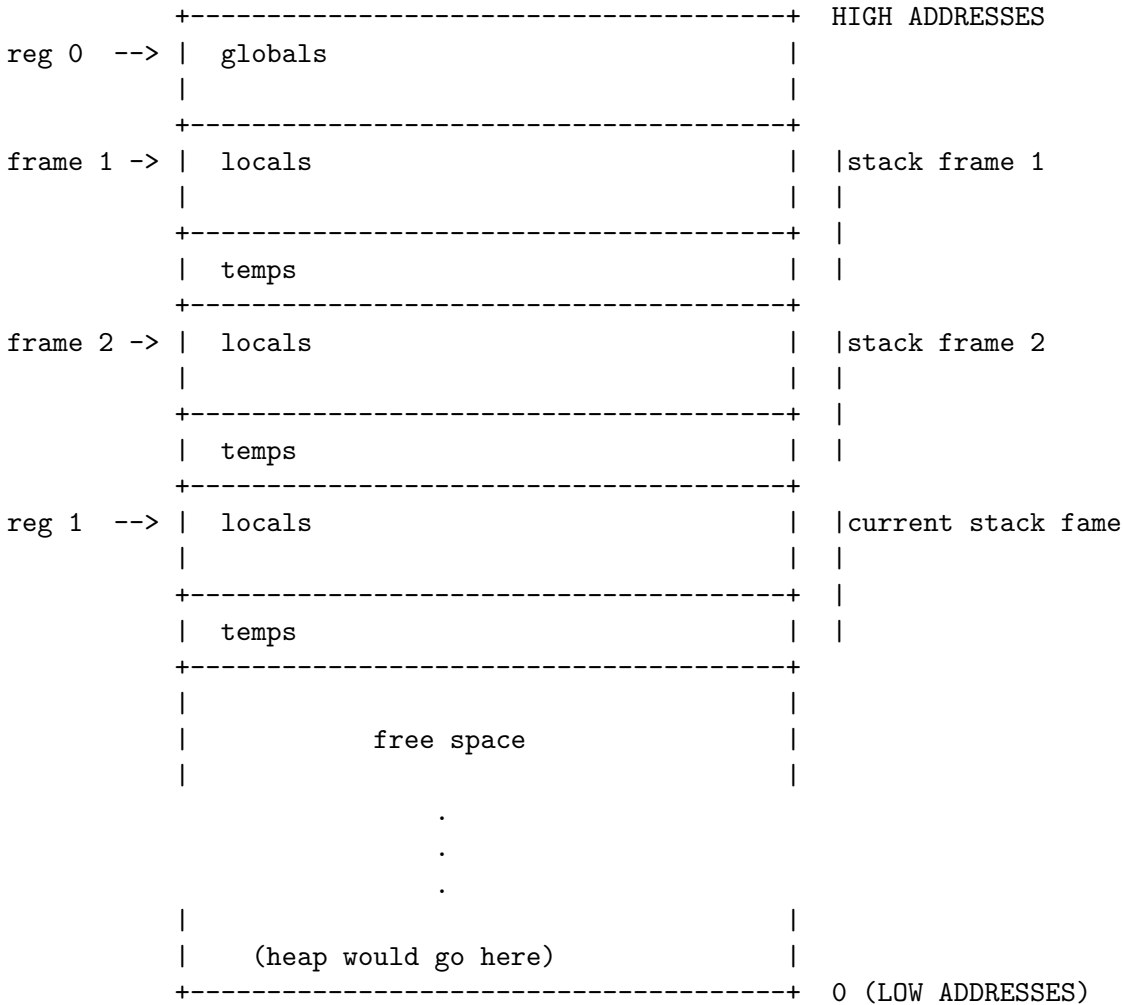 HIGH ADDRESSES
reg 0 --> | globals |
frame 1 -> | locals | |stack frame 1
| temps | |
frame 2 -> | locals | |stack frame 2
| temps | |
reg 1 --> | locals | |current stack fame
| temps | |
free space
.
.
.
(heap would go here)
0 (LOW ADDRESSES)